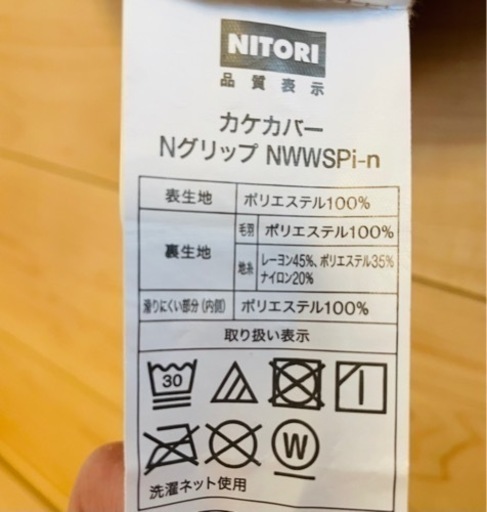 NITORI
品質表示
カケカバー
Nグリップ NWWSPi-n
表生地 ポリエステル100%
裏生地 毛羽 ポリエステル100%
地糸 レーヨン45%、ポリエステル35%
ナイロン20%
滑りにくい部分(内側) ポリエステル100%
取り扱い表示
30
W
洗濯ネット使用